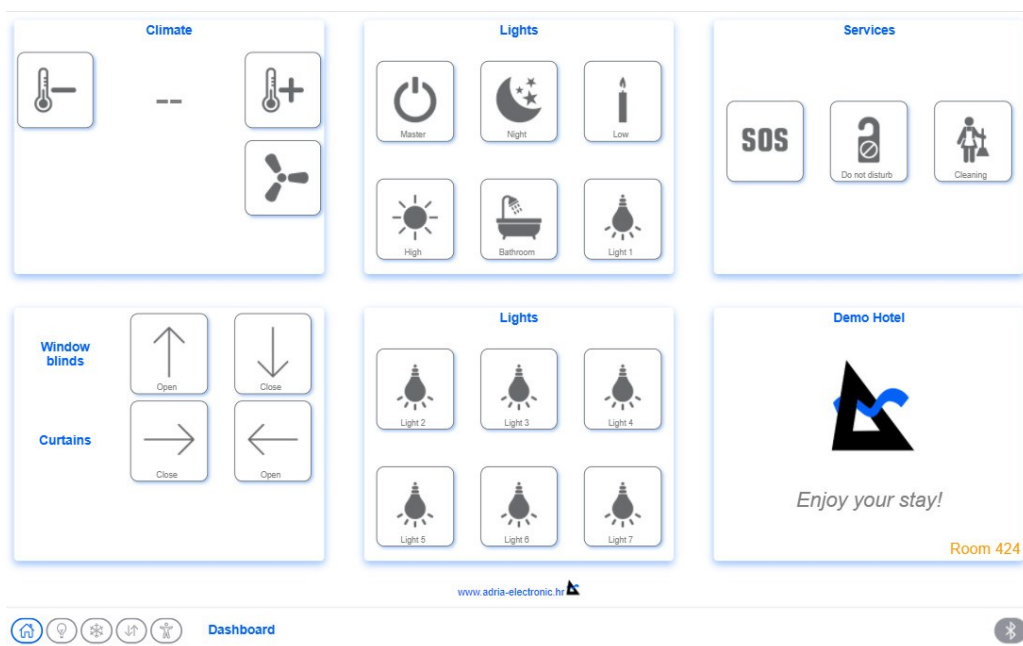 Climate
--
Lights
Master
Night
Low
High
Bathroom
Light 1
Services
SOS
Do not disturb
Cleaning
Window
blinds
Open
Close
Curtains
Close
Open
Lights
Light 2
Light 3
Light 4
Light 5
Light 6
Light 7
Demo Hotel
Enjoy your stay!
Room 424
www.adria-electronic.hr
Dashboard